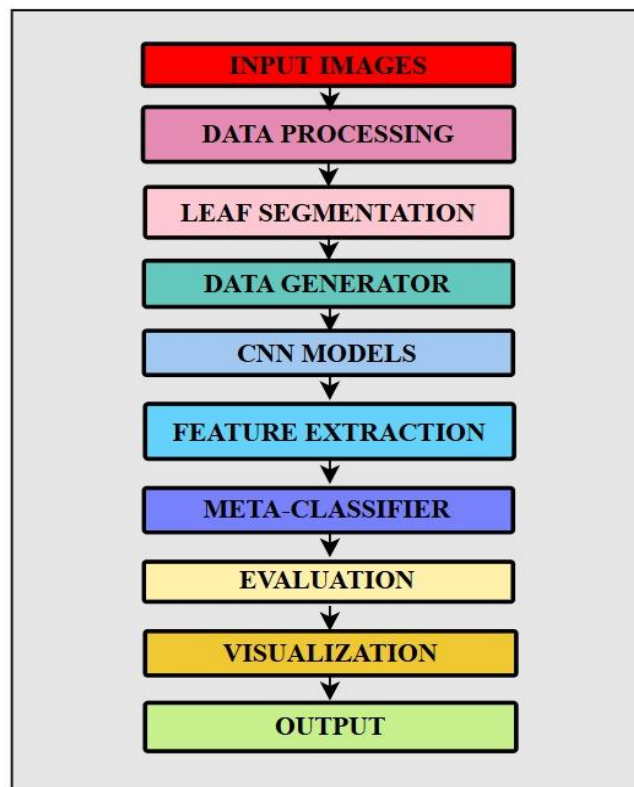 INPUT IMAGES
DATA PROCESSING
LEAF SEGMENTATION
DATA GENERATOR
CNN MODELS
FEATURE EXTRACTION
META-CLASSIFIER
EVALUATION
VISUALIZATION
OUTPUT